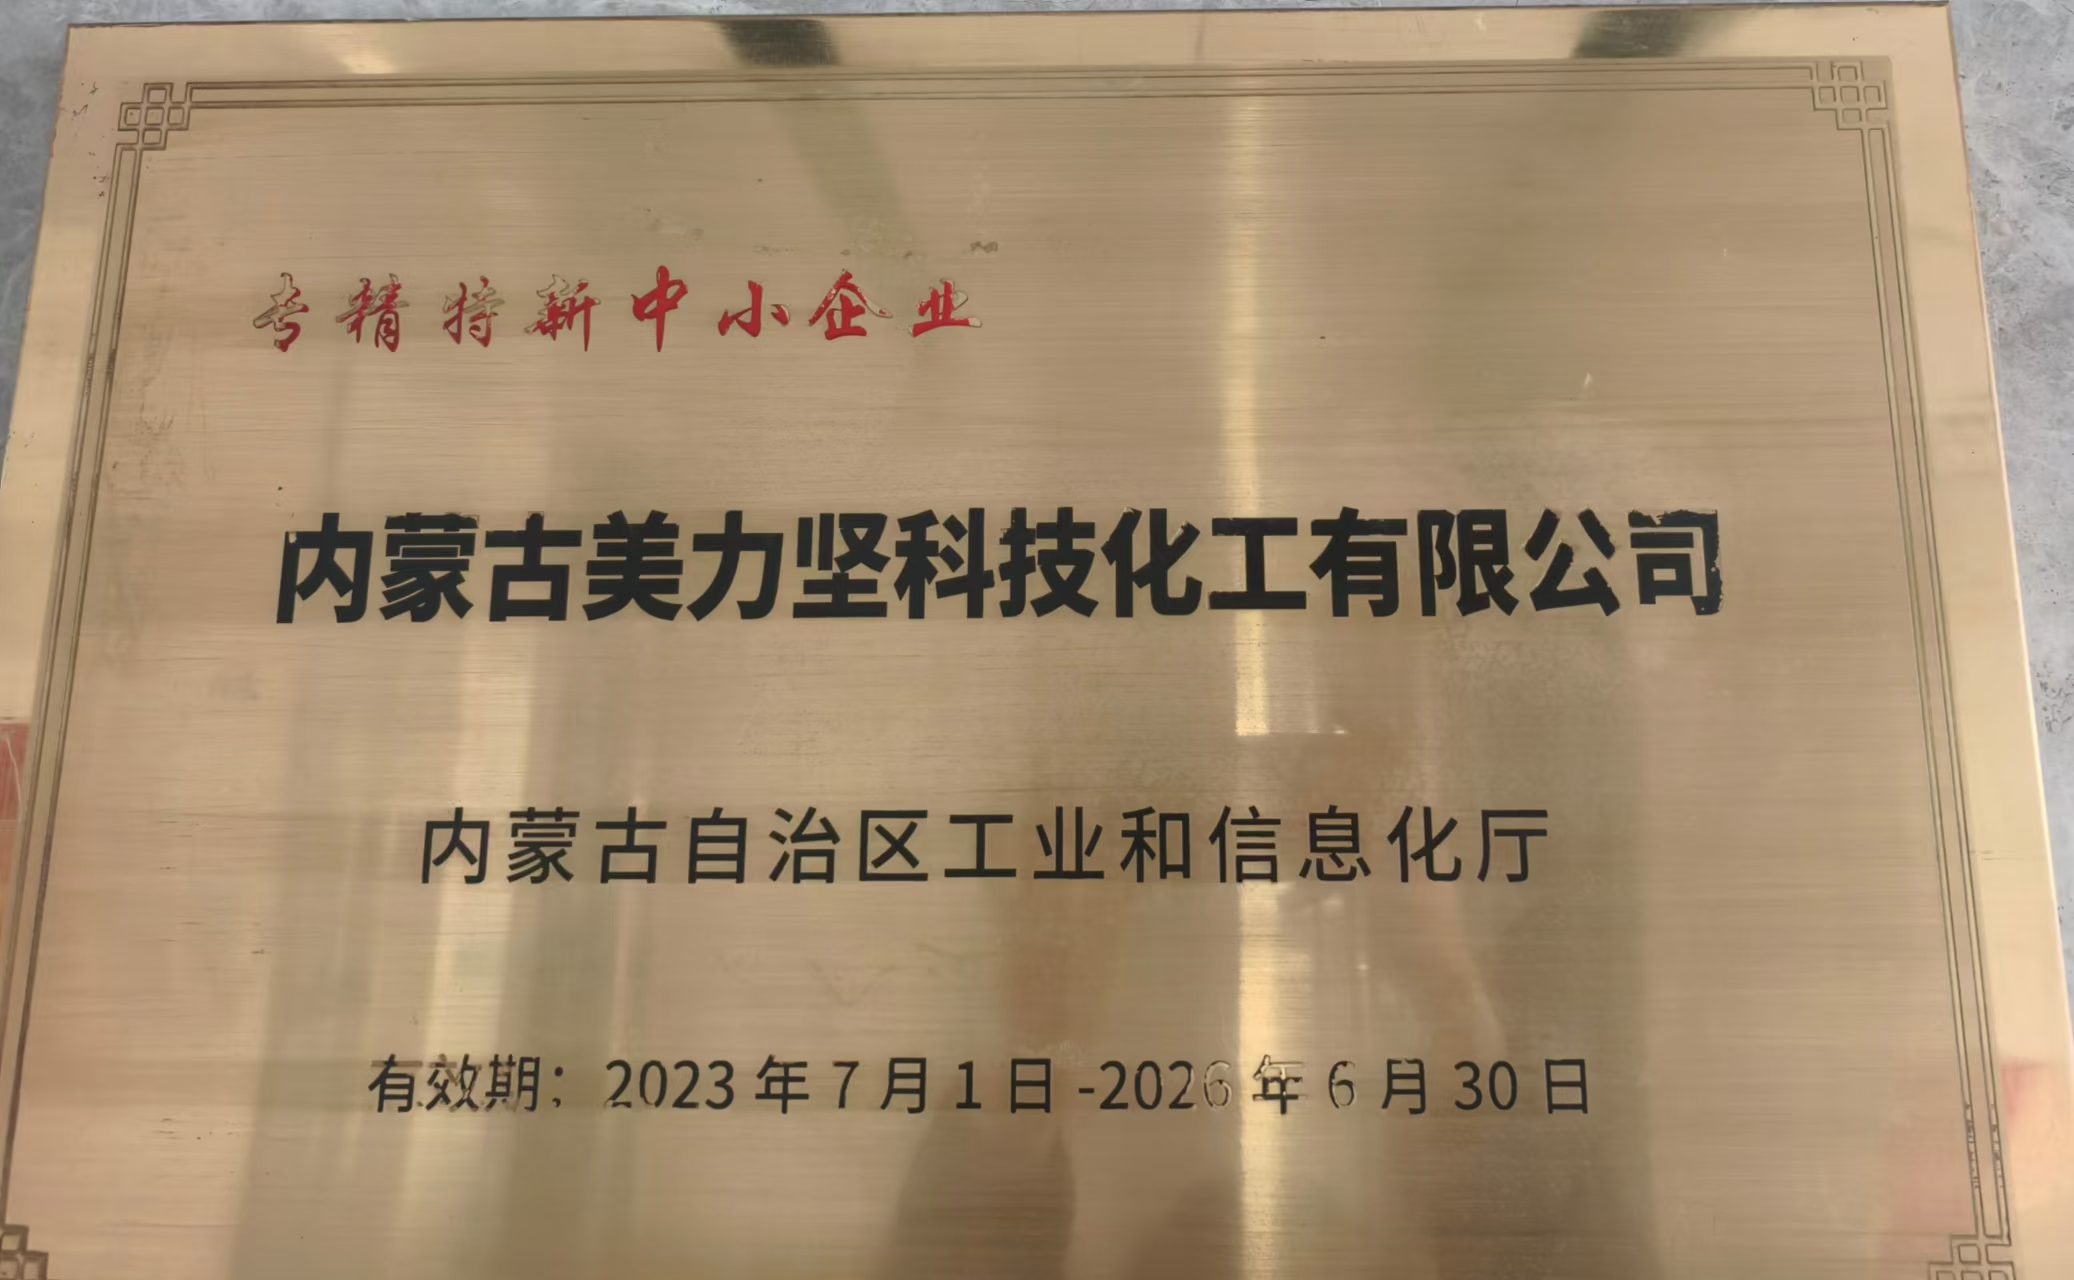 专精特新中小企业
内蒙古美力坚科技化工有限公司
内蒙古自治区工业和信息化厅
有效期：2023年7月1日-2026年6月30日